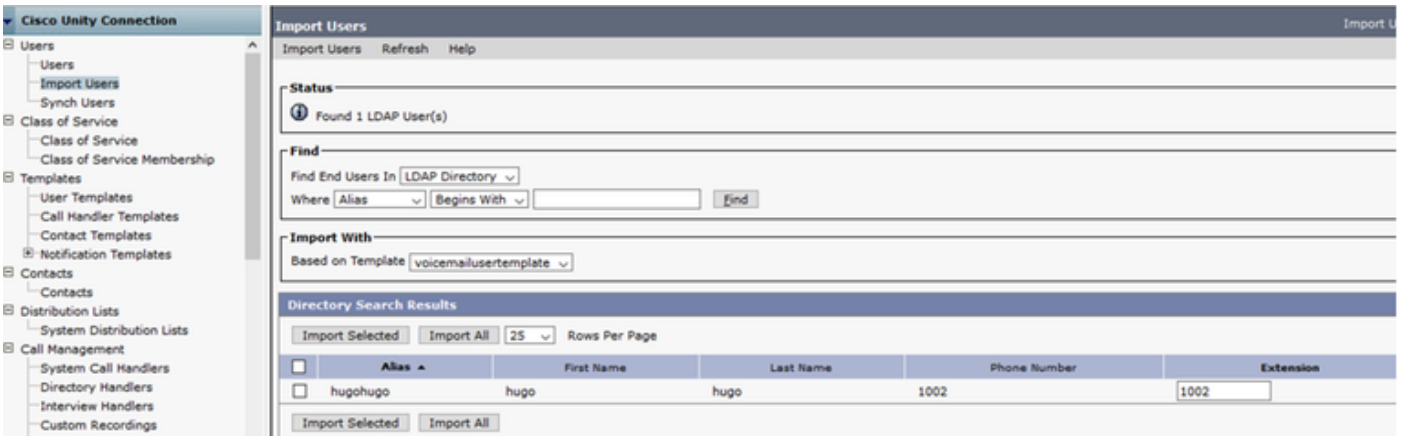 Cisco Unity Connection
Users
Users
Import Users
Synch Users
Class of Service
Class of Service
Class of Service Membership
Templates
User Templates
Call Handler Templates
Contact Templates
Notification Templates
Contacts
Contacts
Distribution Lists
System Distribution Lists
Call Management
System Call Handlers
Directory Handlers
Interview Handlers
Custom Recordings
Import Users Import U
Import Users Refresh Help
Status
Found 1 LDAP User(s)
Find
Find End Users In LDAP Directory
Where Alias Begins With Find
Import With
Based on Template voicemailusertemplate
Directory Search Results
Import Selected Import All 25 Rows Per Page
Alias First Name Last Name Phone Number Extension
hugohugo hugo hugo 1002 1002
Import Selected Import All